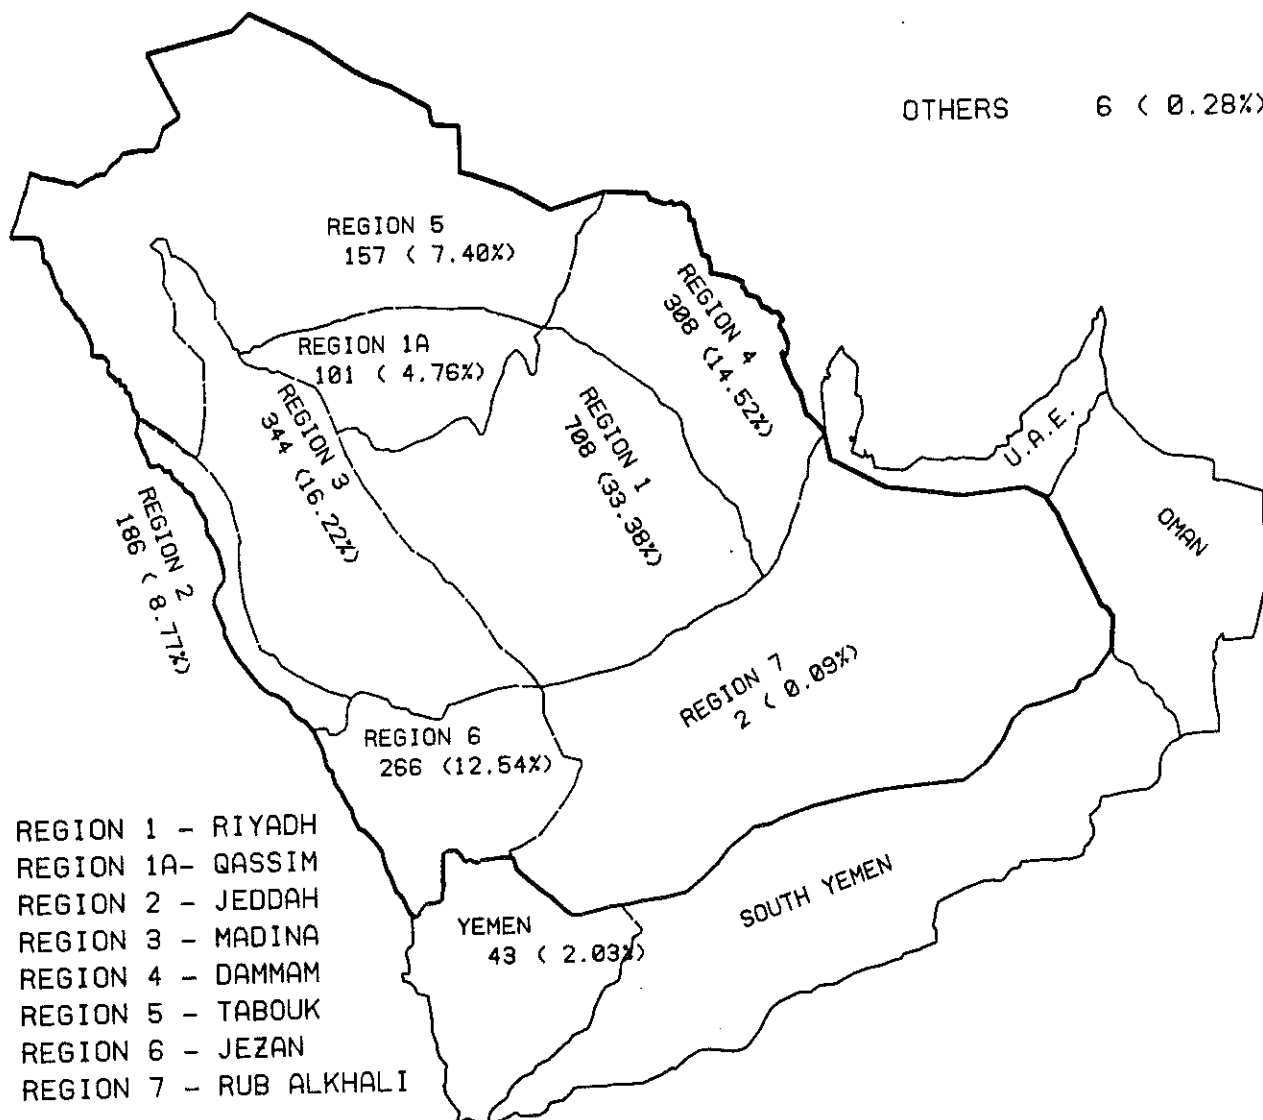 OTHERS 6 ( 0.28%)
REGION 5
157 ( 7.40%)
REGION 4
308 (14.52%)
REGION 1A
101 ( 4.76%)
REGION 3
344 (16.22%)
REGION 1
708 (33.38%)
U.A.E.
OMAN
REGION 2
186 ( 8.77%)
REGION 7
2 ( 0.09%)
REGION 6
266 (12.54%)
SOUTH YEMEN
YEMEN
43 ( 2.03%)
REGION 1 - RIYADH
REGION 1A- QASSIM
REGION 2 - JEDDAH
REGION 3 - MADINA
REGION 4 - DAMMAM
REGION 5 - TABOUK
REGION 6 - JEZAN
REGION 7 - RUB ALKHALI